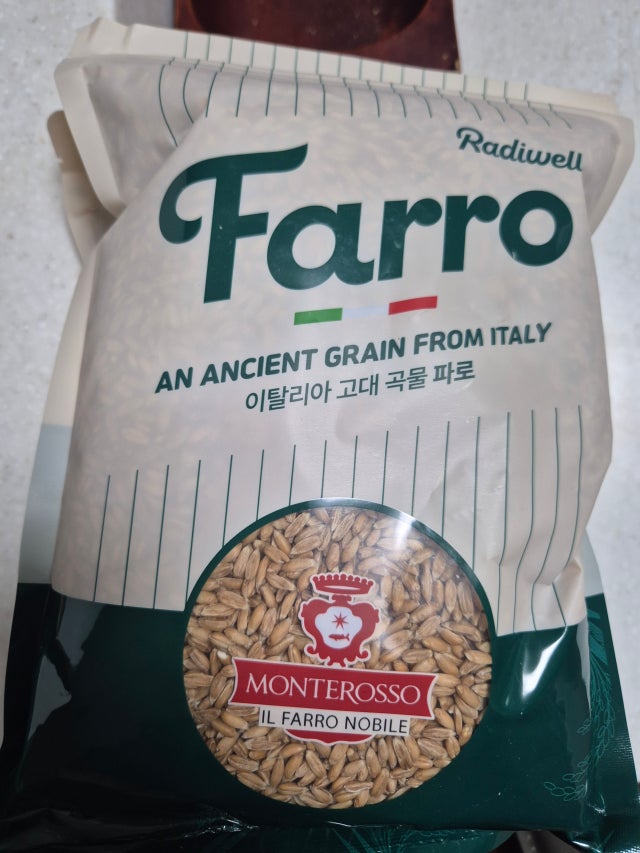 Radiwell
Farro
AN ANCIENT GRAIN FROM ITALY
이탈리아 고대 곡물 파로
MONTEROSSO
IL FARRO NOBILE